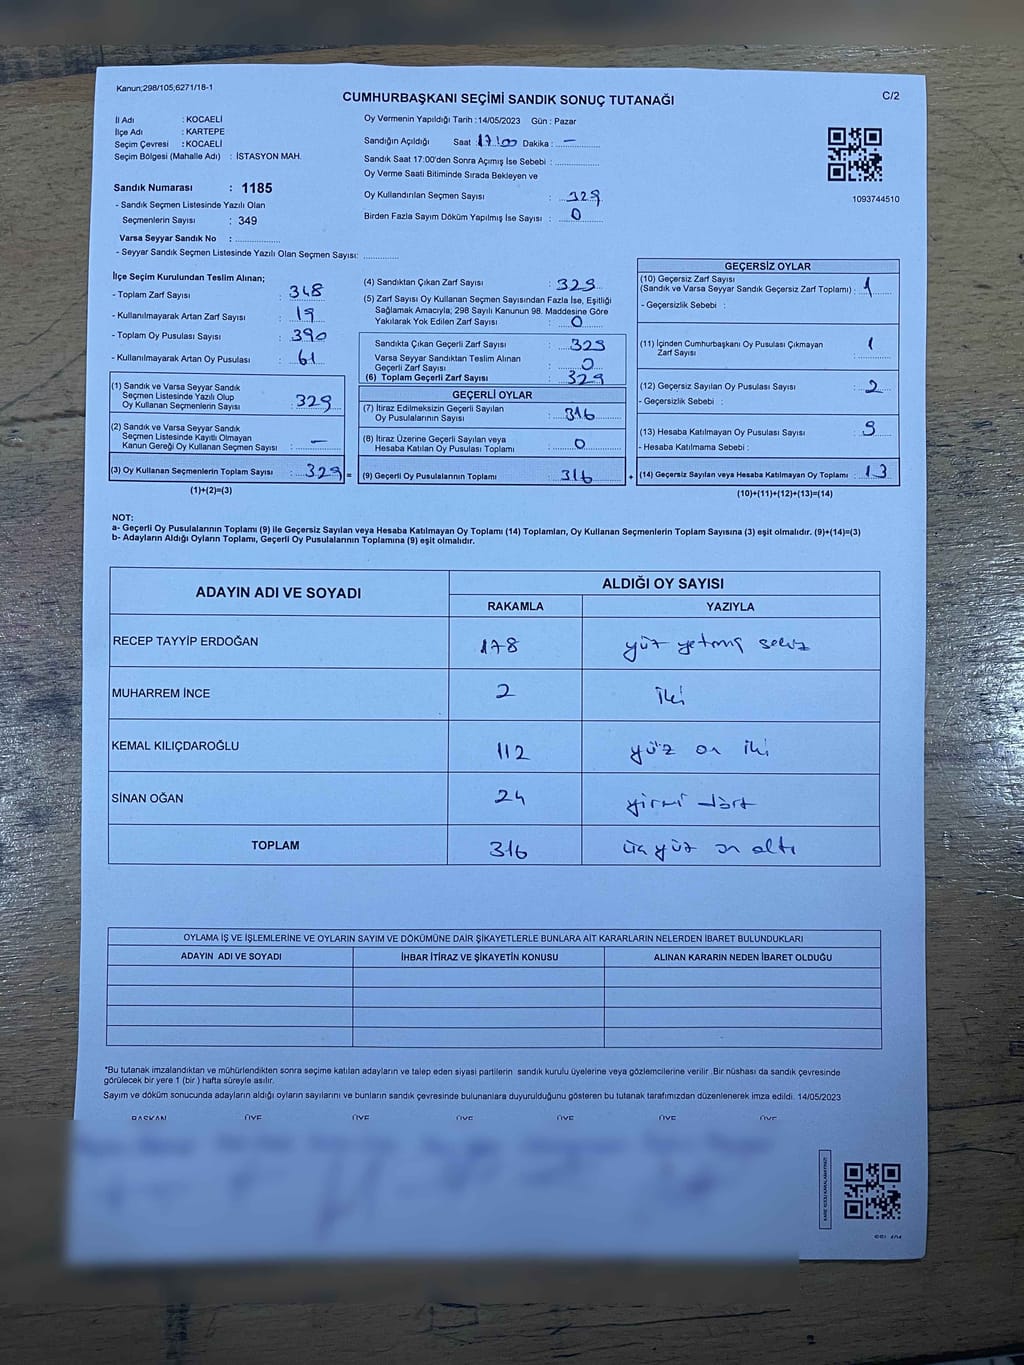 Kanun;298/105;6271/18-1
C/2
CUMHURBAŞKANI SEÇİMİ SANDIK SONUÇ TUTANAĞI
İl Adı : KOCAELİ
İlçe Adı : KARTEPE
Seçim Çevresi : KOCAELİ
Seçim Bölgesi (Mahalle Adı) : İSTASYON MAH.
Sandık Numarası : 1185
- Sandık Seçmen Listesinde Yazılı Olan
Seçmenlerin Sayısı : 349
Varsa Seyyar Sandık No : ...............
- Seyyar Sandık Seçmen Listesinde Yazılı Olan Seçmen Sayısı: ............
Oy Vermenin Yapıldığı Tarih :14/05/2023 Gün : Pazar
Sandığın Açıldığı Saat :17.00 Dakika : —
Sandık Saat 17:00'den Sonra Açımış İse Sebebi : ...............
Oy Verme Saati Bitiminde Sırada Bekleyen ve
Oy Kullandırılan Seçmen Sayısı : 329
Birden Fazla Sayım Döküm Yapılmış İse Sayısı : 0
1093744510
İlçe Seçim Kurulundan Teslim Alınan;
- Toplam Zarf Sayısı : 348
- Kullanılmayarak Artan Zarf Sayısı : 19
- Toplam Oy Pusulası Sayısı : 390
- Kullanılmayarak Artan Oy Pusulası : 61
(1) Sandık ve Varsa Seyyar Sandık
Seçmen Listesinde Yazılı Olup
Oy Kullanan Seçmenlerin Sayısı : 329
(2) Sandık ve Varsa Seyyar Sandık
Seçmen Listesinde Kayıtlı Olmayan
Kanun Gereği Oy Kullanan Seçmen Sayısı : —
(3) Oy Kullanan Seçmenlerin Toplam Sayısı : 329 =
(1)+(2)=(3)
(4) Sandıktan Çıkan Zarf Sayısı : 329
(5) Zarf Sayısı Oy Kullanan Seçmen Sayısından Fazla İse, Eşitliği
Sağlamak Amacıyla; 298 Sayılı Kanunun 98. Maddesine Göre
Yakılarak Yok Edilen Zarf Sayısı : 0
Sandıkta Çıkan Geçerli Zarf Sayısı : 329
Varsa Seyyar Sandıktan Teslim Alınan
Geçerli Zarf Sayısı : 0
(6) Toplam Geçerli Zarf Sayısı : 329
GEÇERLİ OYLAR
(7) İtiraz Edilmeksizin Geçerli Sayılan
Oy Pusulalarının Sayısı : 316
(8) İtiraz Üzerine Geçerli Sayılan veya
Hesaba Katılan Oy Pusulası Toplamı : 0
(9) Geçerli Oy Pusulalarının Toplamı : 316 +
GEÇERSİZ OYLAR
(10) Geçersiz Zarf Sayısı
(Sandık ve Varsa Seyyar Sandık Geçersiz Zarf Toplamı) : 1
- Geçersizlik Sebebi :
(11) İçinden Cumhurbaşkanı Oy Pusulası Çıkmayan
Zarf Sayısı : 1
(12) Geçersiz Sayılan Oy Pusulası Sayısı : 2
- Geçersizlik Sebebi :
(13) Hesaba Katılmayan Oy Pusulası Sayısı : 9
- Hesaba Katılmama Sebebi :
(14) Geçersiz Sayılan veya Hesaba Katılmayan Oy Toplamı : 13
(10)+(11)+(12)+(13)=(14)
NOT:
a- Geçerli Oy Pusulalarının Toplamı (9) ile Geçersiz Sayılan veya Hesaba Katılmayan Oy Toplamı (14) Toplamları, Oy Kullanan Seçmenlerin Toplam Sayısına (3) eşit olmalıdır. (9)+(14)=(3)
b- Adayların Aldığı Oyların Toplamı, Geçerli Oy Pusulalarının Toplamına (9) eşit olmalıdır.
ADAYIN ADI VE SOYADI
ALDIĞI OY SAYISI
RAKAMLA YAZIYLA
RECEP TAYYİP ERDOĞAN 178 yüz yetmiş sekiz
MUHARREM İNCE 2 iki
KEMAL KILIÇDAROĞLU 112 yüz on iki
SİNAN OĞAN 24 yirmi dört
TOPLAM 316 üç yüz on altı
OYLAMA İŞ VE İŞLEMLERİNE VE OYLARIN SAYIM VE DÖKÜMÜNE DAİR ŞİKAYETLERLE BUNLARA AİT KARARLARIN NELERDEN İBARET BULUNDUKLARI
ADAYIN ADI VE SOYADI İHBAR İTİRAZ VE ŞİKAYETİN KONUSU ALINAN KARARIN NEDEN İBARET OLDUĞU
*Bu tutanak imzalandıktan ve mühürlendikten sonra seçime katılan adayların ve talep eden siyasi partilerin sandık kurulu üyelerine veya gözlemcilerine verilir .Bir nüshası da sandık çevresinde
görülecek bir yere 1 (bir ) hafta süreyle asılır.
Sayım ve döküm sonucunda adayların aldığı oyların sayılarını ve bunların sandık çevresinde bulunanlara duyurulduğunu gösteren bu tutanak tarafımızdan düzenlenerek imza edildi. 14/05/2023
BAŞKAN ÜYE ÜYE ÜYE ÜYE ÜYE ÜYE